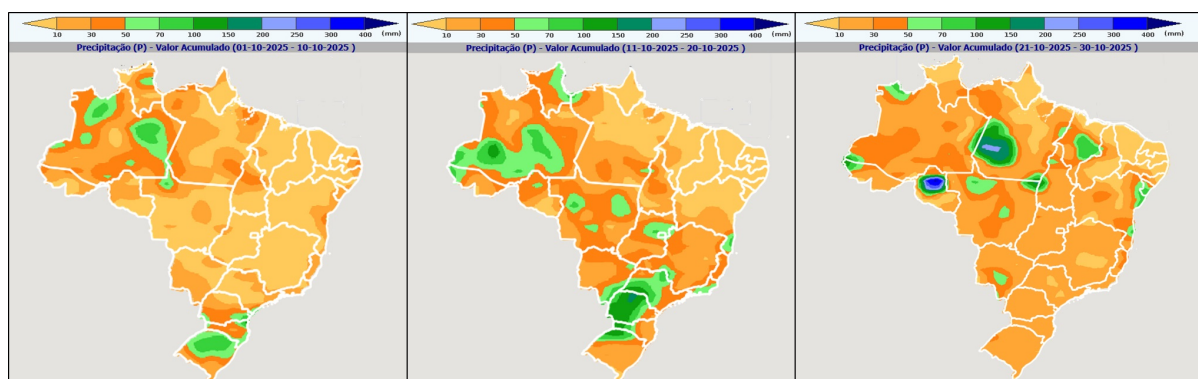 10 30 50 70 100 150 200 250 300 400 (mm)
Precipitação (P) - Valor Acumulado (01-10-2025 - 10-10-2025 )
10 30 50 70 100 150 200 250 300 400 (mm)
Precipitação (P) - Valor Acumulado (11-10-2025 - 20-10-2025 )
10 30 50 70 100 150 200 250 300 400 (mm)
Precipitação (P) - Valor Acumulado (21-10-2025 - 30-10-2025 )